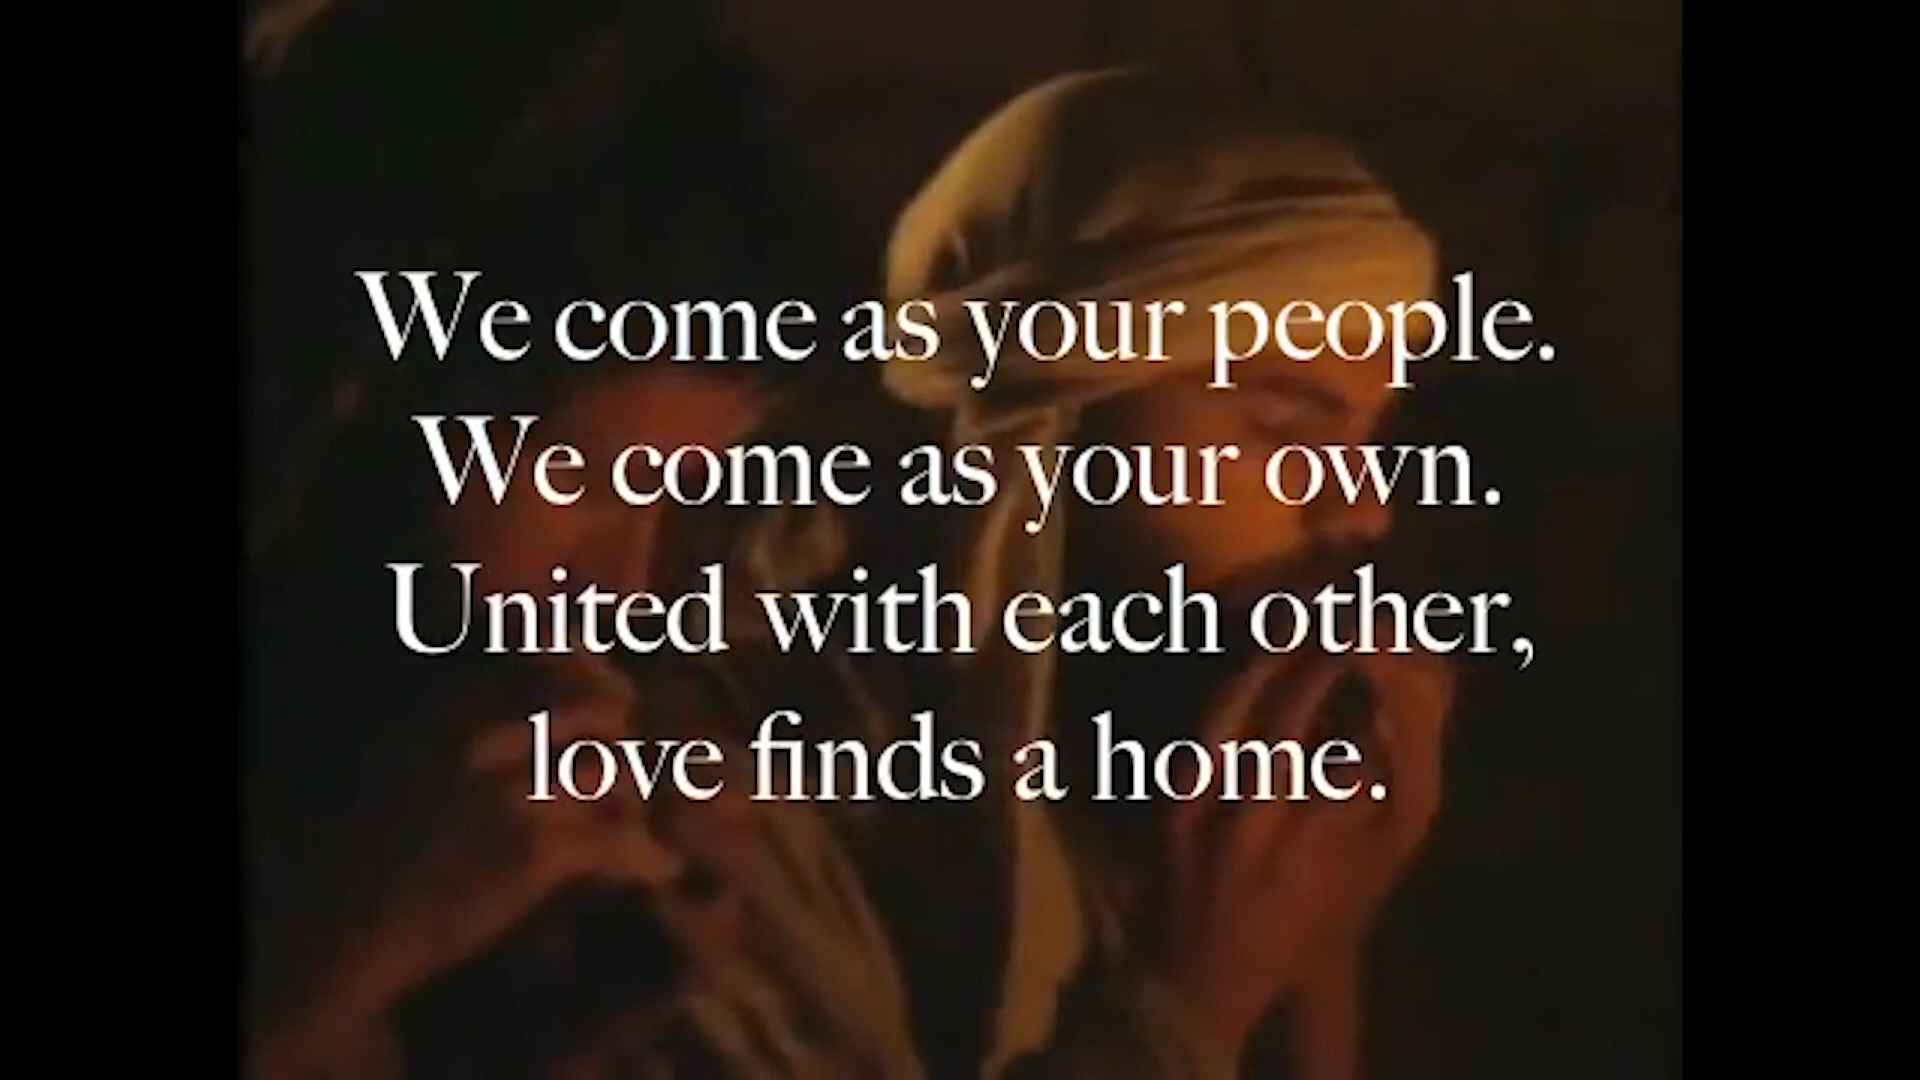 We come as your people.
We come as your own.
United with each other,
love finds a home.